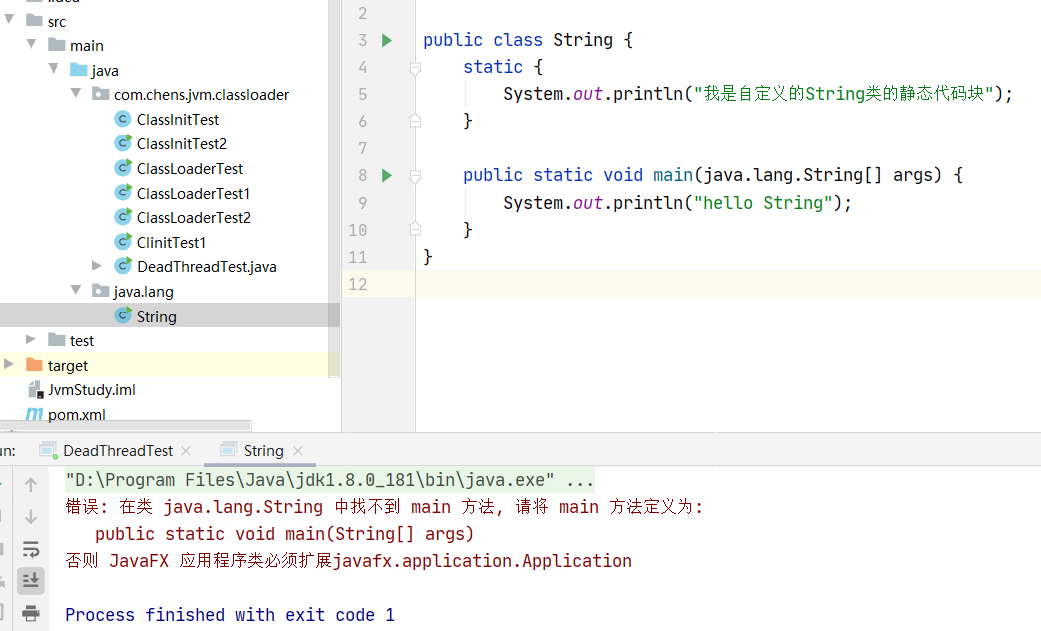 src
main
java
com.chens.jvm.classloader
ClassInitTest
ClassInitTest2
ClassLoaderTest
ClassLoaderTest1
ClassLoaderTest2
ClinitTest1
DeadThreadTest.java
java.lang
String
test
target
JvmStudy.iml
pom.xml
2
3 public class String {
4 static {
5 System.out.println("我是自定义的String类的静态代码块");
6 }
7
8 public static void main(java.lang.String[] args) {
9 System.out.println("hello String");
10 }
11 }
12
un: DeadThreadTest String
"D:\Program Files\Java\jdk1.8.0_181\bin\java.exe" ...
错误: 在类 java.lang.String 中找不到 main 方法, 请将 main 方法定义为:
public static void main(String[] args)
否则 JavaFX 应用程序类必须扩展javafx.application.Application
Process finished with exit code 1